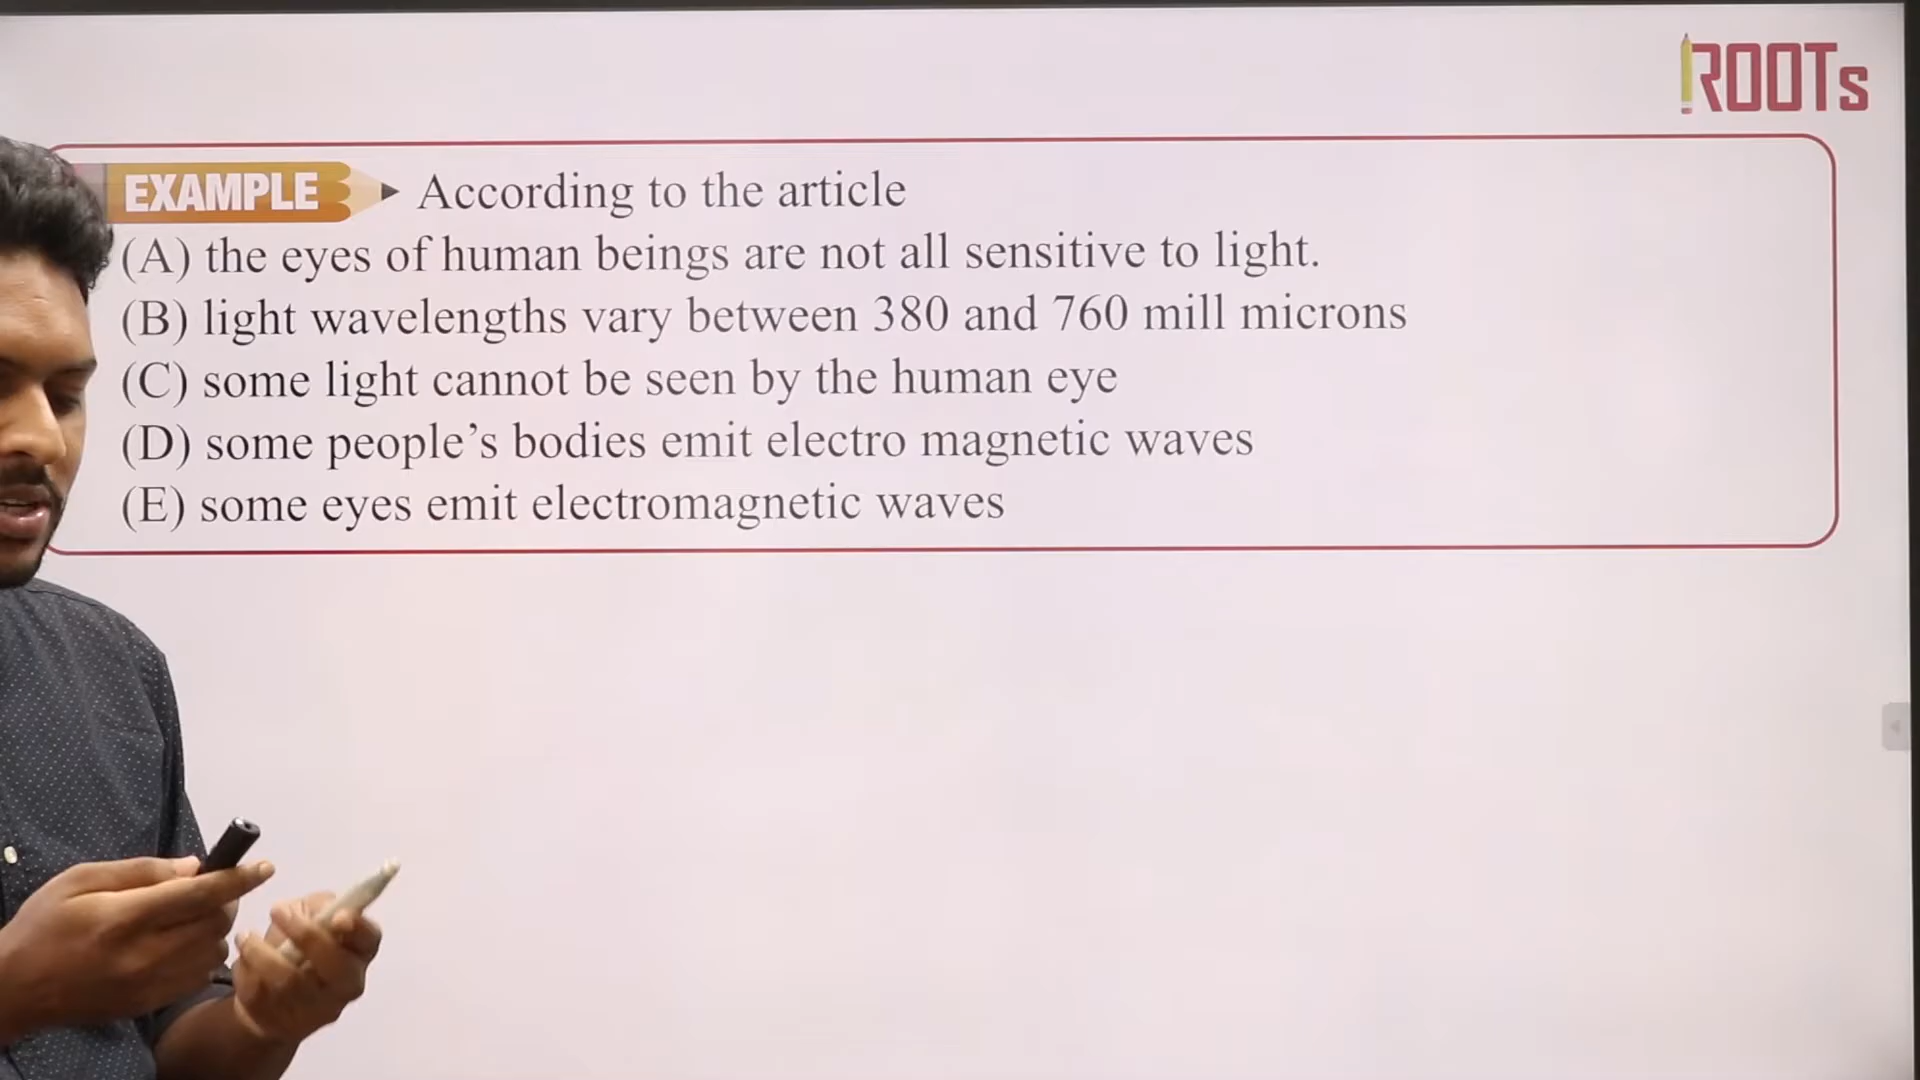 ROOTs
EXAMPLE According to the article
(A) the eyes of human beings are not all sensitive to light.
(B) light wavelengths vary between 380 and 760 mill microns
(C) some light cannot be seen by the human eye
(D) some people’s bodies emit electro magnetic waves
(E) some eyes emit electromagnetic waves